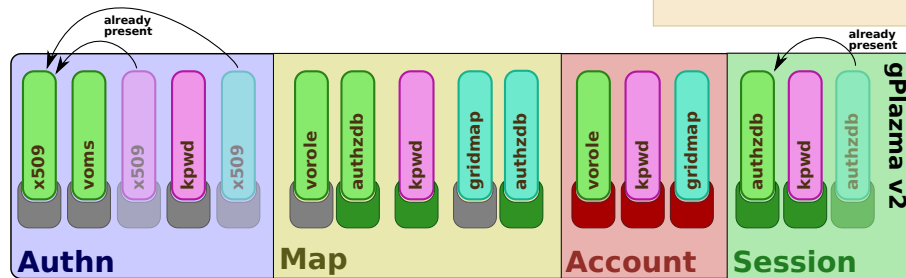 already
present
already
present
x509
voms
x509
kpwd
x509
vorole
authzdb
kpwd
gridmap
authzdb
vorole
kpwd
gridmap
authzdb
kpwd
authzdb
gPlazma v2
Authn
Map
Account
Session